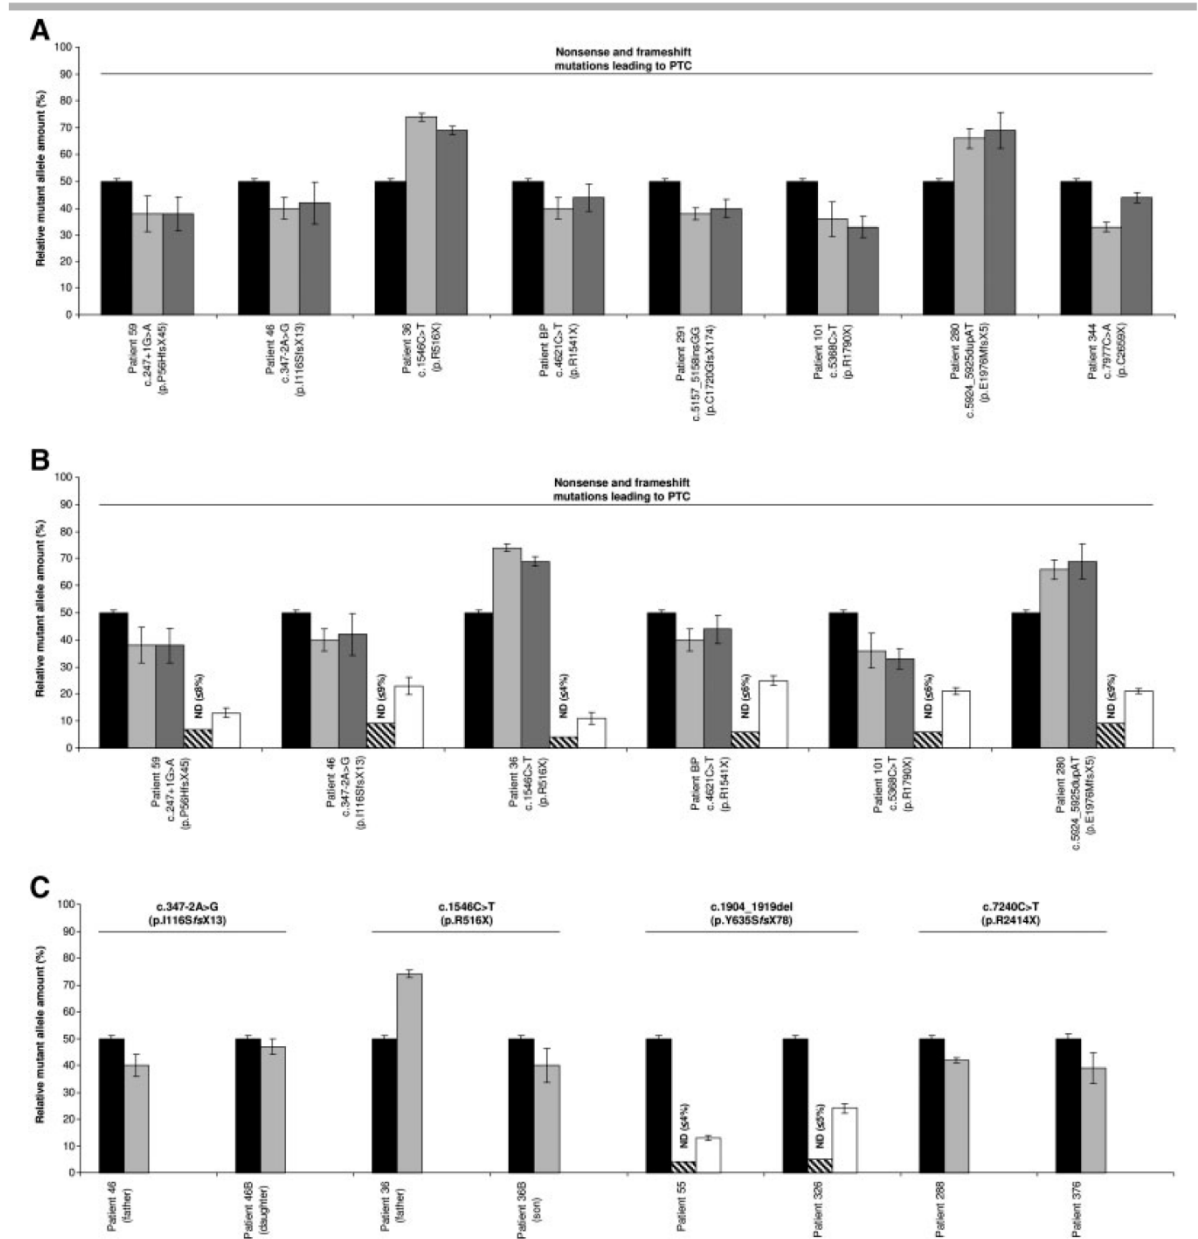 A
Nonsense and frameshift
mutations leading to PTC
Relative mutant allele amount (%)
100
90
80
70
60
50
40
30
20
10
0
Patient 59
c.247+1G>A
(p.P56HfsX45)
Patient 46
c.347-2A>G
(p.I116SfsX13)
Patient 36
c.1546C>T
(p.R516X)
Patient BP
c.4621C>T
(p.R1541X)
Patient 291
c.5157_5158insGG
(p.C1720GfsX174)
Patient 101
c.5368C>T
(p.R1790X)
Patient 280
c.5924_5925dupAT
(p.E1976MfsX5)
Patient 344
c.7977C>A
(p.C2659X)
B
Nonsense and frameshift
mutations leading to PTC
Relative mutant allele amount (%)
100
90
80
70
60
50
40
30
20
10
0
ND (≤8%)
ND (≤9%)
ND (≤4%)
ND (≤6%)
ND (≤6%)
ND (≤9%)
Patient 59
c.247+1G>A
(p.P56HfsX45)
Patient 46
c.347-2A>G
(p.I116SfsX13)
Patient 36
c.1546C>T
(p.R516X)
Patient BP
c.4621C>T
(p.R1541X)
Patient 101
c.5368C>T
(p.R1790X)
Patient 280
c.5924_5925dupAT
(p.E1976MfsX5)
C
c.347-2A>G
(p.I116SfsX13)
c.1546C>T
(p.R516X)
c.1904_1919del
(p.Y635SfsX78)
c.7240C>T
(p.R2414X)
Relative mutant allele amount (%)
100
90
80
70
60
50
40
30
20
10
0
ND (≤4%)
ND (≤5%)
Patient 46
(father)
Patient 46B
(daughter)
Patient 36
(father)
Patient 36B
(son)
Patient 55
Patient 326
Patient 288
Patient 376